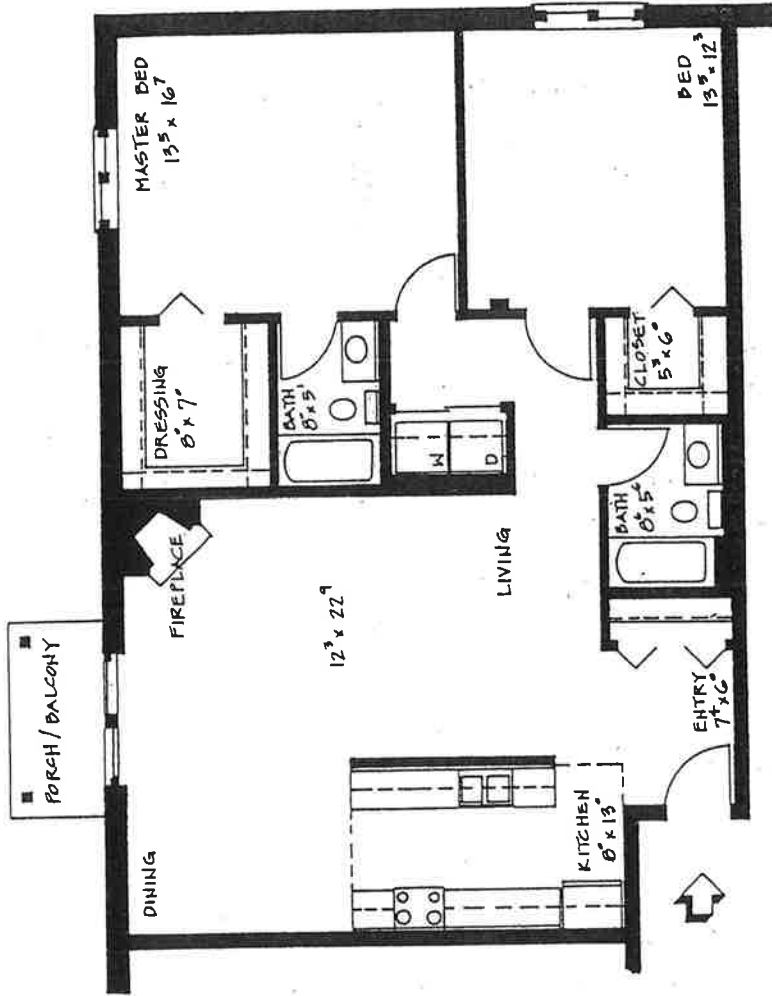 MASTER BED
13⁵ x 16⁷
BED
13⁵ x 12³
DRESSING
8⁰ x 7⁰
BATH
8⁰ x 5¹
W
D
CLOSET
5³ x 6⁰
BATH
8⁰ x 5⁶
FIREPLACE
PORCH/BALCONY
12³ x 22⁹
LIVING
DINING
KITCHEN
8⁰ x 13⁰
ENTRY
7⁴ x 6⁰